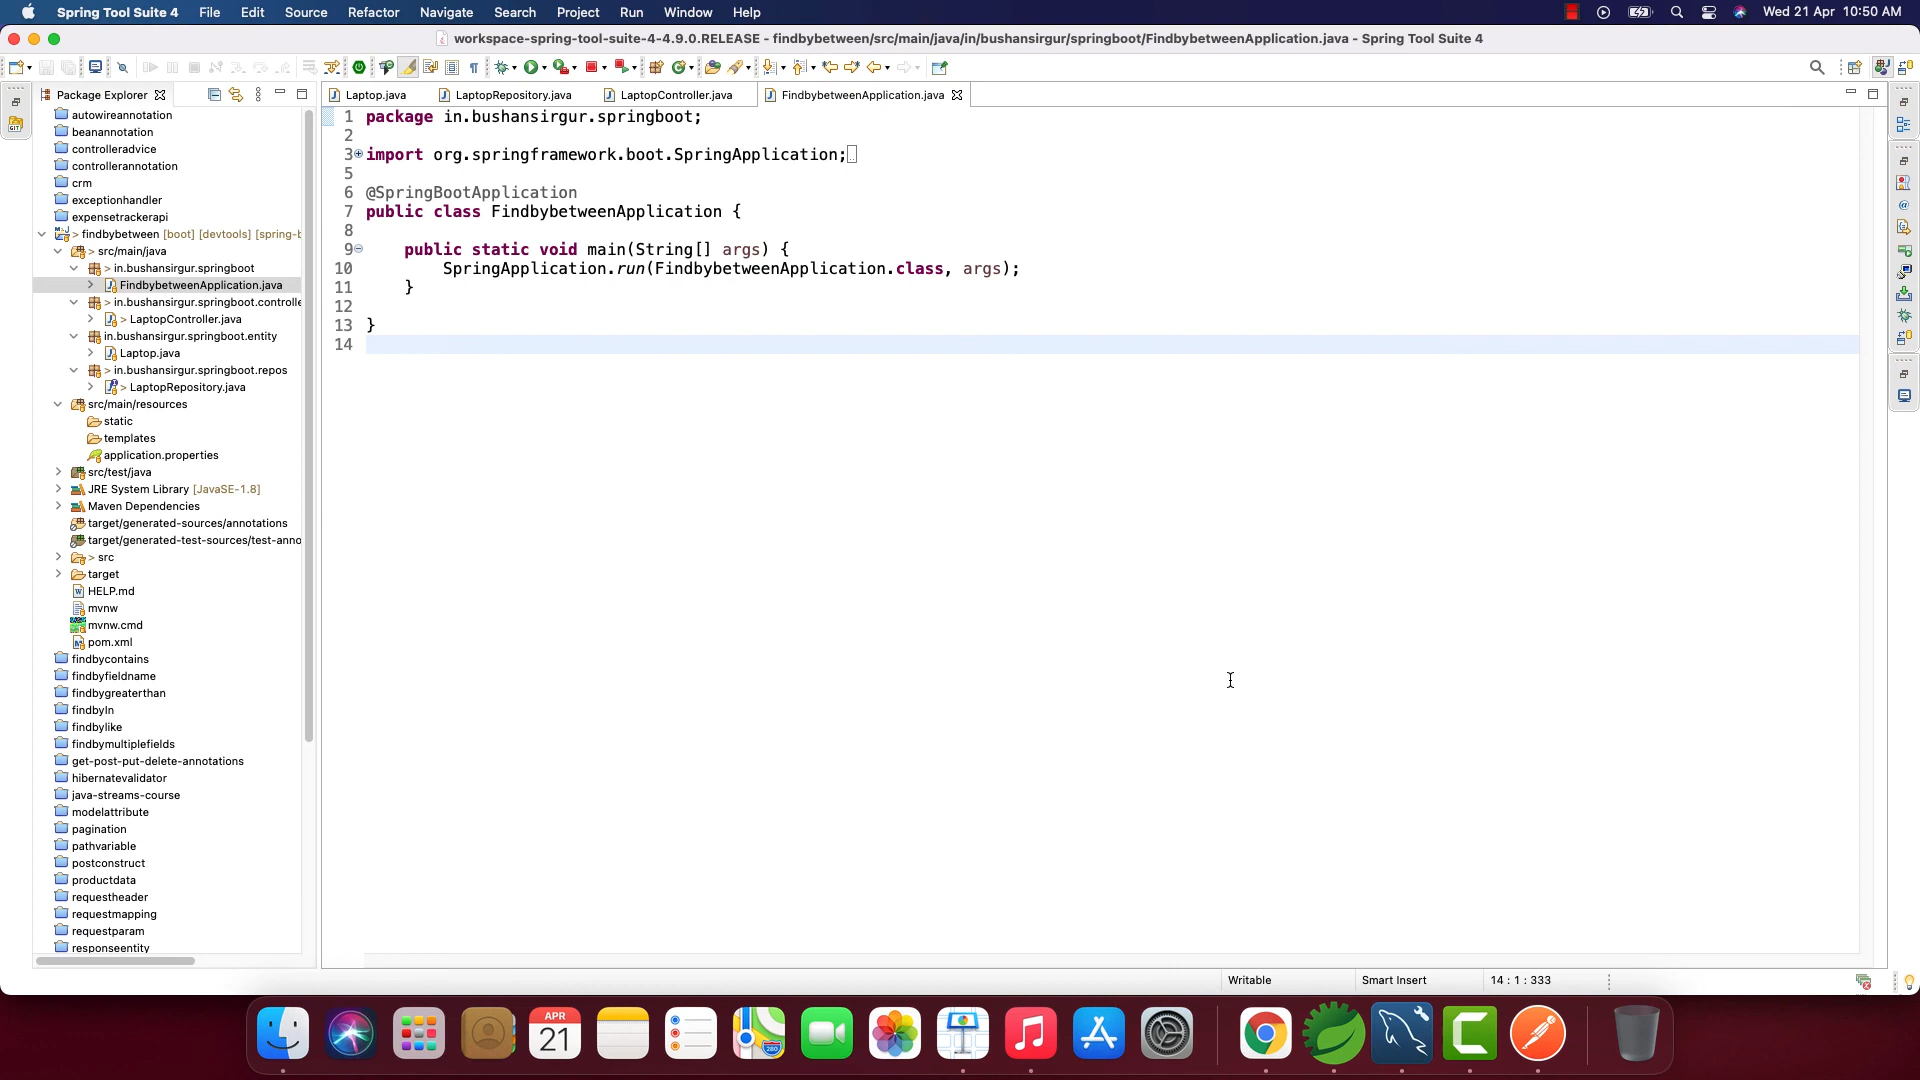 Spring Tool Suite 4 File Edit Source Refactor Navigate Search Project Run Window Help Wed 21 Apr 10:50 AM
workspace-spring-tool-suite-4-4.9.0.RELEASE - findbybetween/src/main/java/in/bushansirgur/springboot/FindbybetweenApplication.java - Spring Tool Suite 4
Package Explorer
Laptop.java LaptopRepository.java LaptopController.java FindbybetweenApplication.java
autowireannotation
beanannotation
controlleradvice
controllerannotation
crm
exceptionhandler
expensetrackerapi
> findbybetween [boot] [devtools] [spring-b
> src/main/java
> in.bushansirgur.springboot
FindbybetweenApplication.java
> in.bushansirgur.springboot.controlle
> LaptopController.java
in.bushansirgur.springboot.entity
Laptop.java
> in.bushansirgur.springboot.repos
> LaptopRepository.java
src/main/resources
static
templates
application.properties
src/test/java
JRE System Library [JavaSE-1.8]
Maven Dependencies
target/generated-sources/annotations
target/generated-test-sources/test-anno
> src
target
HELP.md
mvnw
mvnw.cmd
pom.xml
findbycontains
findbyfieldname
findbygreaterthan
findbyIn
findbylike
findbymultiplefields
get-post-put-delete-annotations
hibernatevalidator
java-streams-course
modelattribute
pagination
pathvariable
postconstruct
productdata
requestheader
requestmapping
requestparam
responseentity
1 package in.bushansirgur.springboot;
2
3 import org.springframework.boot.SpringApplication;
5
6 @SpringBootApplication
7 public class FindbybetweenApplication {
8
9 public static void main(String[] args) {
10 SpringApplication.run(FindbybetweenApplication.class, args);
11 }
12
13 }
14
Writable Smart Insert 14 : 1 : 333
APR
21
280